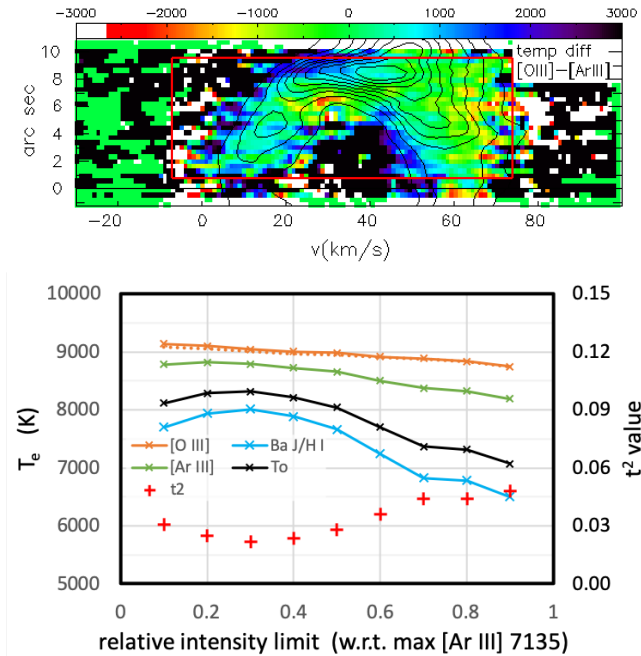 −3000 −2000 −1000 0 1000 2000 3000
temp diff
[OIII]−[ArIII]
10
8
6
4
2
0
arc sec
−20 0 20 40 60 80
v(km/s)
10000 0.15
9000 0.12
8000 0.09
7000 0.06
6000 0.03
5000 0.00
Te (K)
t² value
[O III] Ba J/H I
[Ar III] To
t2
0 0.2 0.4 0.6 0.8 1
relative intensity limit (w.r.t. max [Ar III] 7135)